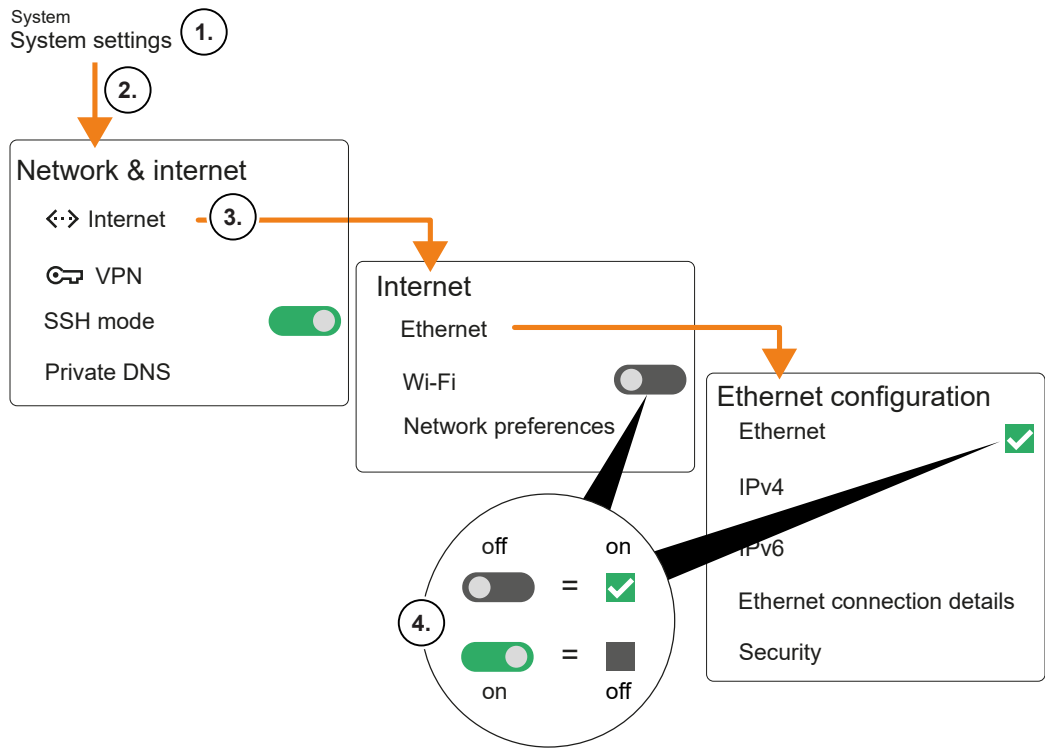 System
System settings
1.
2.
Network & internet
Internet
3.
VPN
SSH mode
Private DNS
Internet
Ethernet
Wi-Fi
Network preferences
Ethernet configuration
Ethernet
IPv4
IPv6
Ethernet connection details
Security
4.
off on
=
=
on off